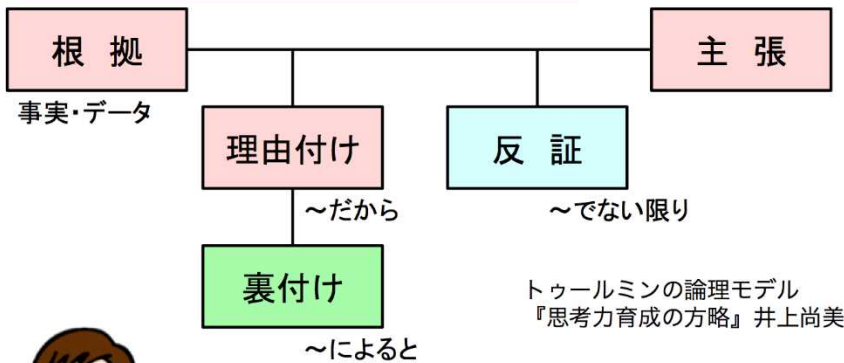 根 拠
主 張
事実・データ
理由付け
反 証
～だから
～でない限り
裏付け
トゥールミンの論理モデル
『思考力育成の方略』井上尚美
～によると